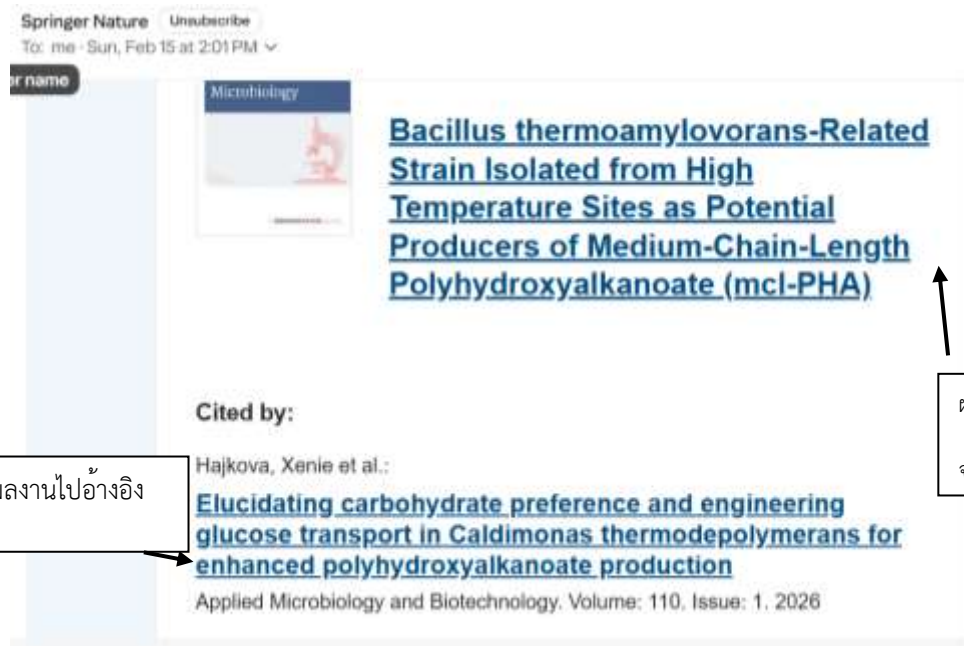 Springer Nature Unsubscribe
To: me · Sun, Feb 15 at 2:01 PM
r name
Microbiology
Bacillus thermoamylovorans-Related
Strain Isolated from High
Temperature Sites as Potential
Producers of Medium-Chain-Length
Polyhydroxyalkanoate (mcl-PHA)
Cited by:
Hajkova, Xenie et al.:
ลงานไปอ้างอิง
Elucidating carbohydrate preference and engineering
glucose transport in Caldimonas thermodepolymerans for
enhanced polyhydroxyalkanoate production
Applied Microbiology and Biotechnology. Volume: 110. Issue: 1. 2026